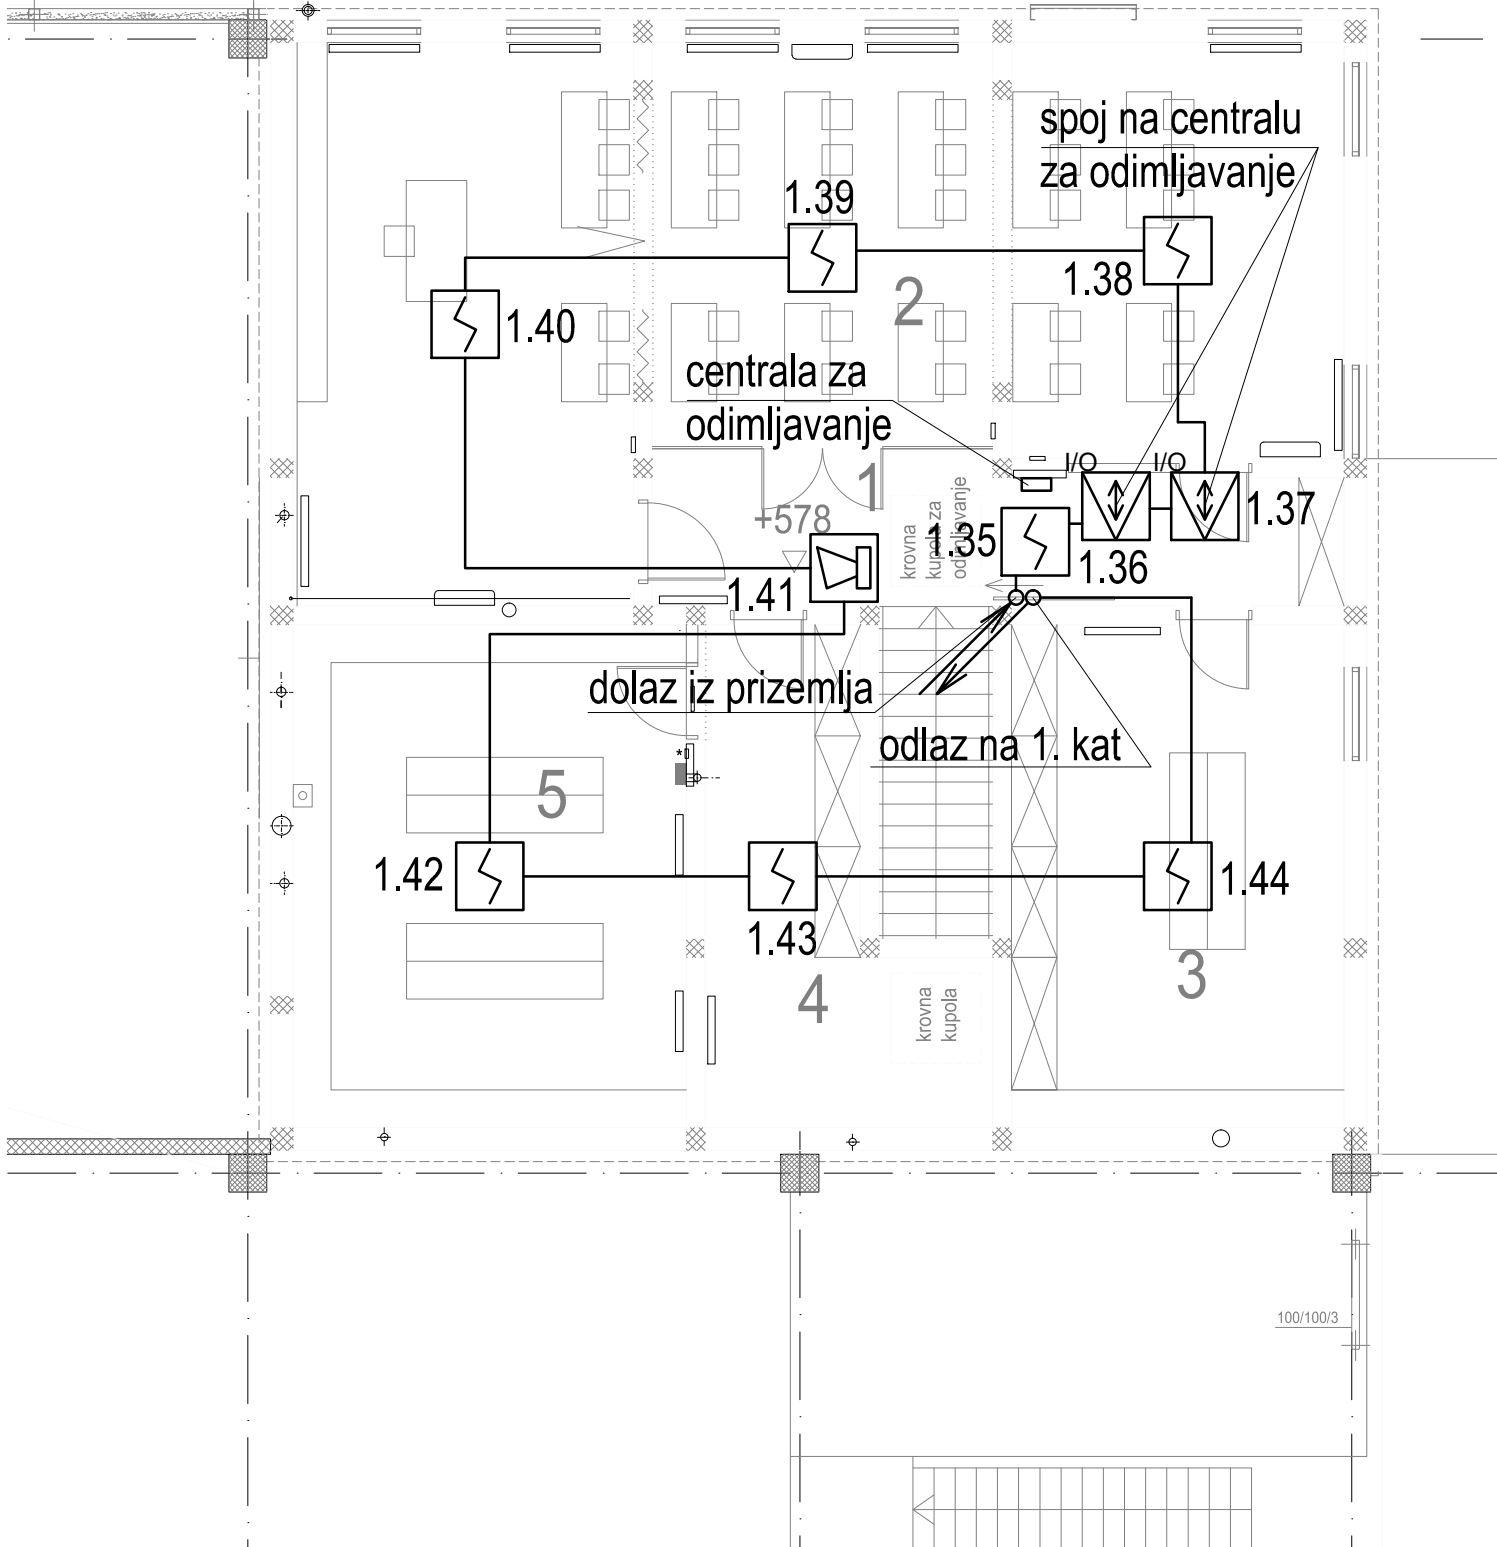 spoj na centralu
za odimljavanje
1.39
1.38
2
1.40
centrala za
odimljavanje
I/O
I/O
1
+578
krovna
kupola za
odimljavanje
1.35
1.36
1.37
1.41
dolaz iz prizemlja
odlaz na 1. kat
*
5
1.42
1.43
1.44
4
3
krovna
kupola
100/100/3